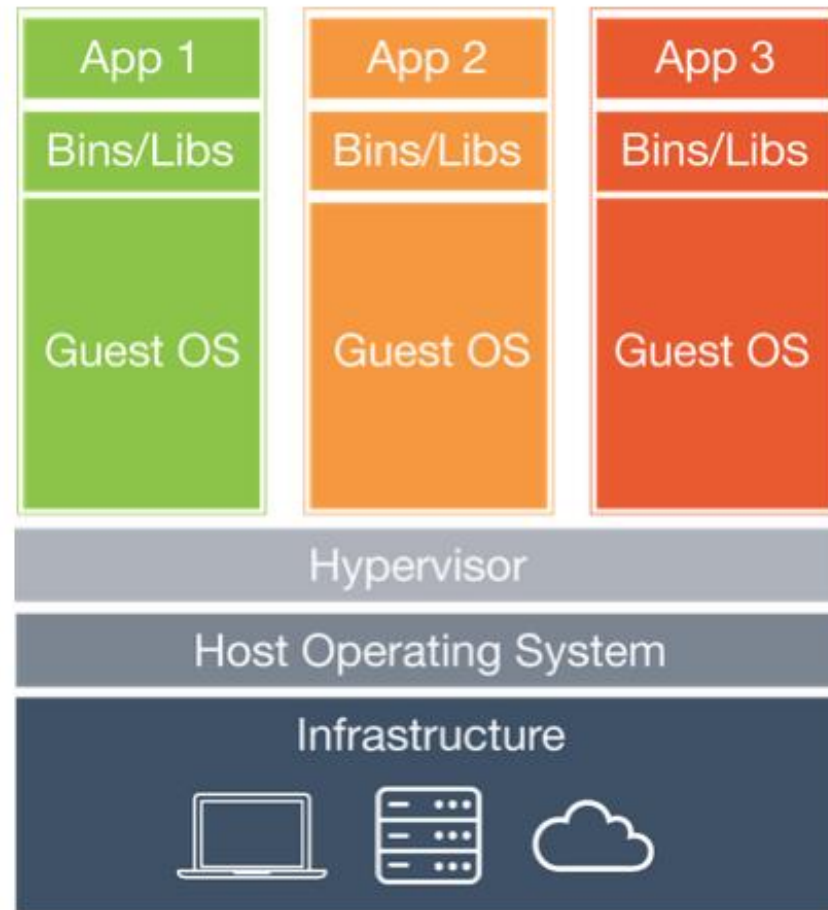 App 1
App 2
App 3
Bins/Libs
Bins/Libs
Bins/Libs
Guest OS
Guest OS
Guest OS
Hypervisor
Host Operating System
Infrastructure